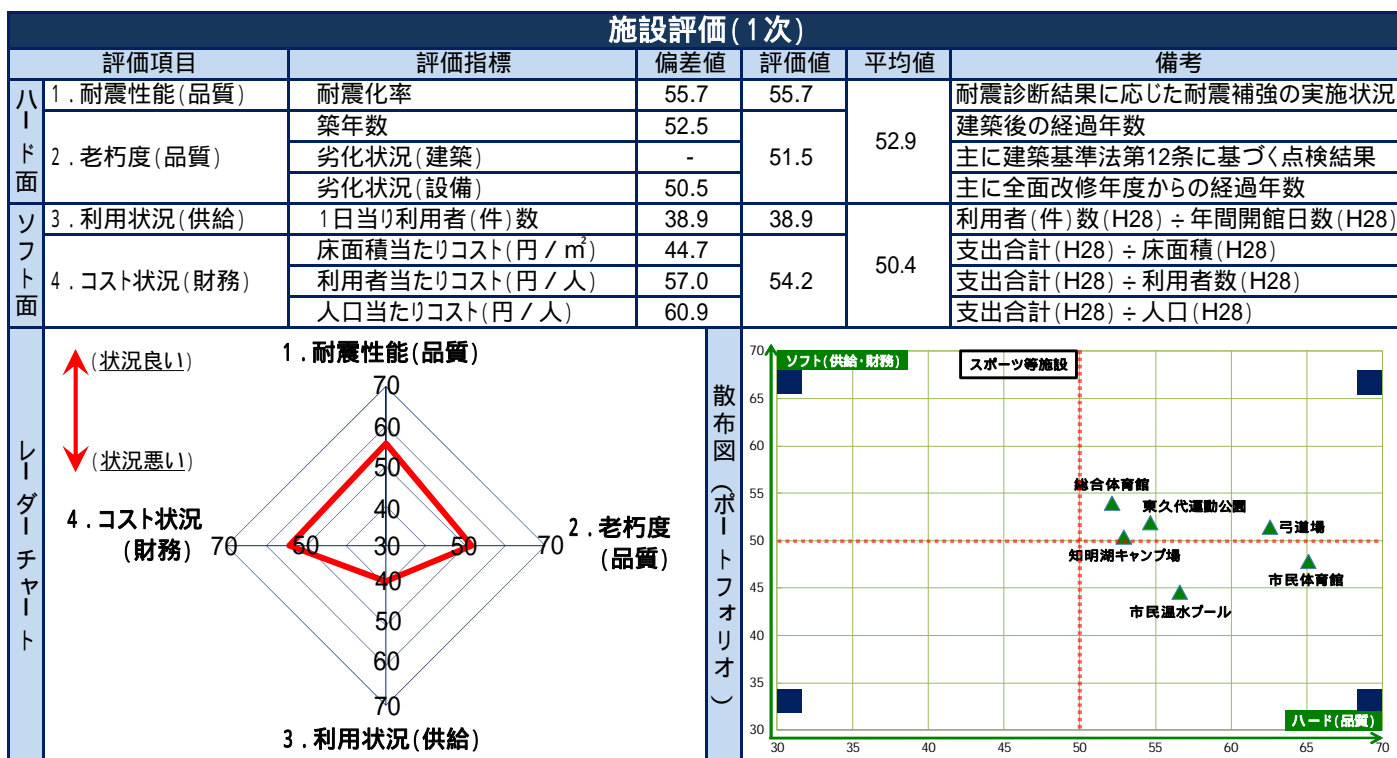 施設評価(1次)
評価項目 評価指標 偏差値 評価値 平均値 備考
ハード面
1.耐震性能(品質) 耐震化率 55.7 55.7 52.9 耐震診断結果に応じた耐震補強の実施状況
2.老朽度(品質) 築年数 52.5 51.5 建築後の経過年数
劣化状況(建築) - 主に建築基準法第12条に基づく点検結果
劣化状況(設備) 50.5 主に全面改修年度からの経過年数
ソフト面
3.利用状況(供給) 1日当り利用者(件)数 38.9 38.9 50.4 利用者(件)数(H28)÷年間開館日数(H28)
4.コスト状況(財務) 床面積当たりコスト(円/㎡) 44.7 54.2 支出合計(H28)÷床面積(H28)
利用者当たりコスト(円/人) 57.0 支出合計(H28)÷利用者数(H28)
人口当たりコスト(円/人) 60.9 支出合計(H28)÷人口(H28)
レーダーチャート
(状況良い)
(状況悪い)
1.耐震性能(品質)
70
60
50
40
30
50
70
2.老朽度
(品質)
4.コスト状況
(財務)
70
50
40
50
60
70
3.利用状況(供給)
散布図(ポートフォリオ)
ソフト(供給・財務)
スポーツ等施設
70
65
60
55
50
45
40
35
30
総合体育館
東久代運動公園
弓道場
知明湖キャンプ場
市民体育館
市民温水プール
ハード(品質)
30 35 40 45 50 55 60 65 70